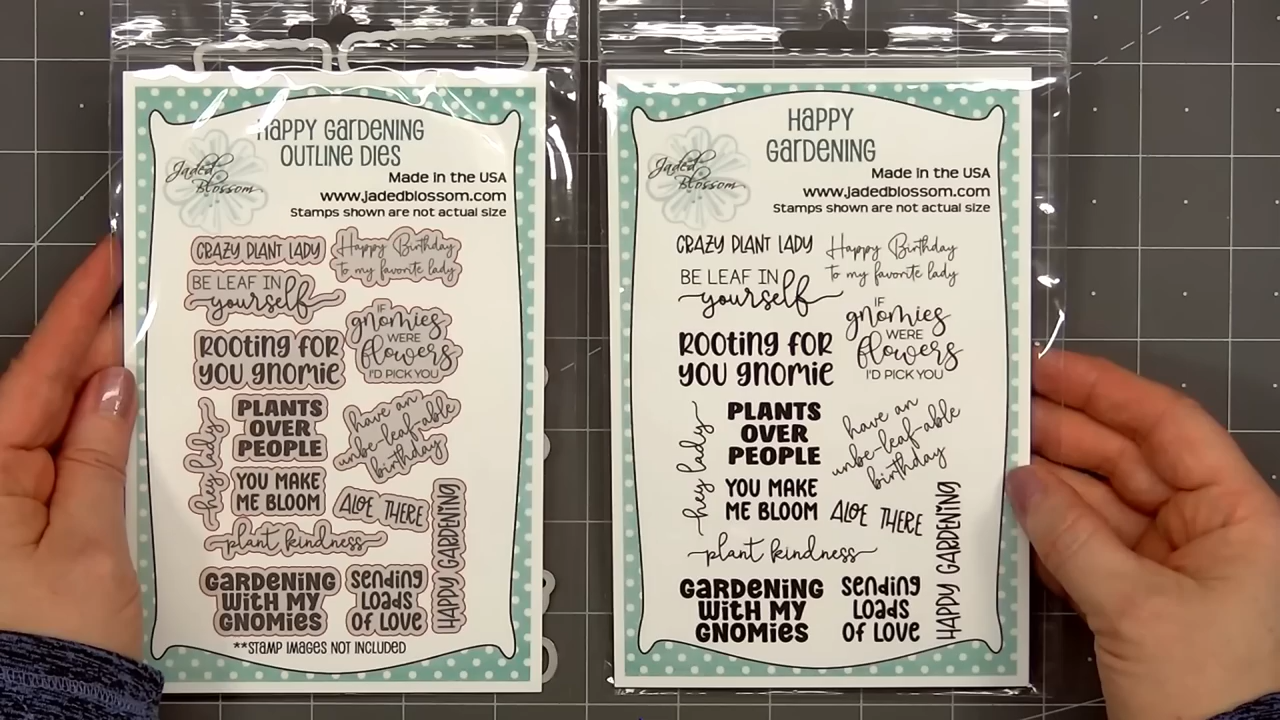 HAPPY GARDENING
OUTLINE DIES
Jaded
Blossom
Made in the USA
www.jadedblossom.com
Stamps shown are not actual size
CRAZY PLANT LADY
Happy Birthday
to my favorite lady
BE LEAF IN
yourself
IF
gnomies
WERE
flowers
I'D PICK YOU
ROOTING FOR
YOU GNOMIE
hey lady
PLANTS
OVER
PEOPLE
have an
unbe-leaf-able
birthday
YOU MAKE
ME BLOOM
ALOE THERE
plant kindness
HAPPY GARDENING
GARDENING
WITH MY
GNOMIES
SENDING
LOADS
OF LOVE
**STAMP IMAGES NOT INCLUDED
HAPPY
GARDENING
Jaded
Blossom
Made in the USA
www.jadedblossom.com
Stamps shown are not actual size
CRAZY PLANT LADY
Happy Birthday
to my favorite lady
BE LEAF IN
yourself
IF
gnomies
WERE
flowers
I'D PICK YOU
ROOTING FOR
YOU GNOMIE
hey lady
PLANTS
OVER
PEOPLE
have an
unbe-leaf-able
birthday
YOU MAKE
ME BLOOM
ALOE THERE
plant kindness
HAPPY GARDENING
GARDENING
WITH MY
GNOMIES
SENDING
LOADS
OF LOVE